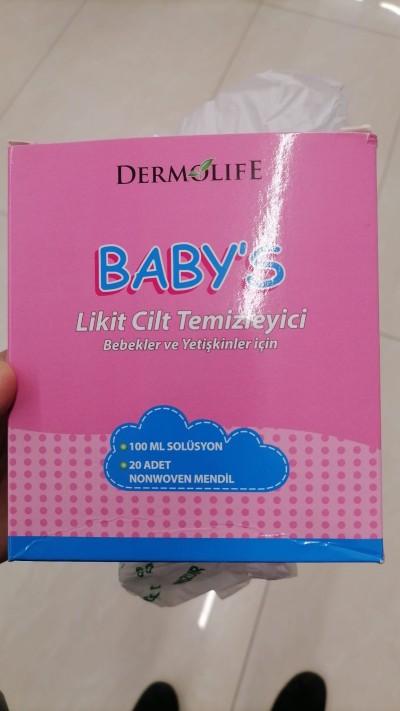 DERMOLIFE
BABY'S
Likit Cilt Temizleyici
Bebekler ve Yetişkinler için
100 ML SOLÜSYON
20 ADET
NONWOVEN MENDİL